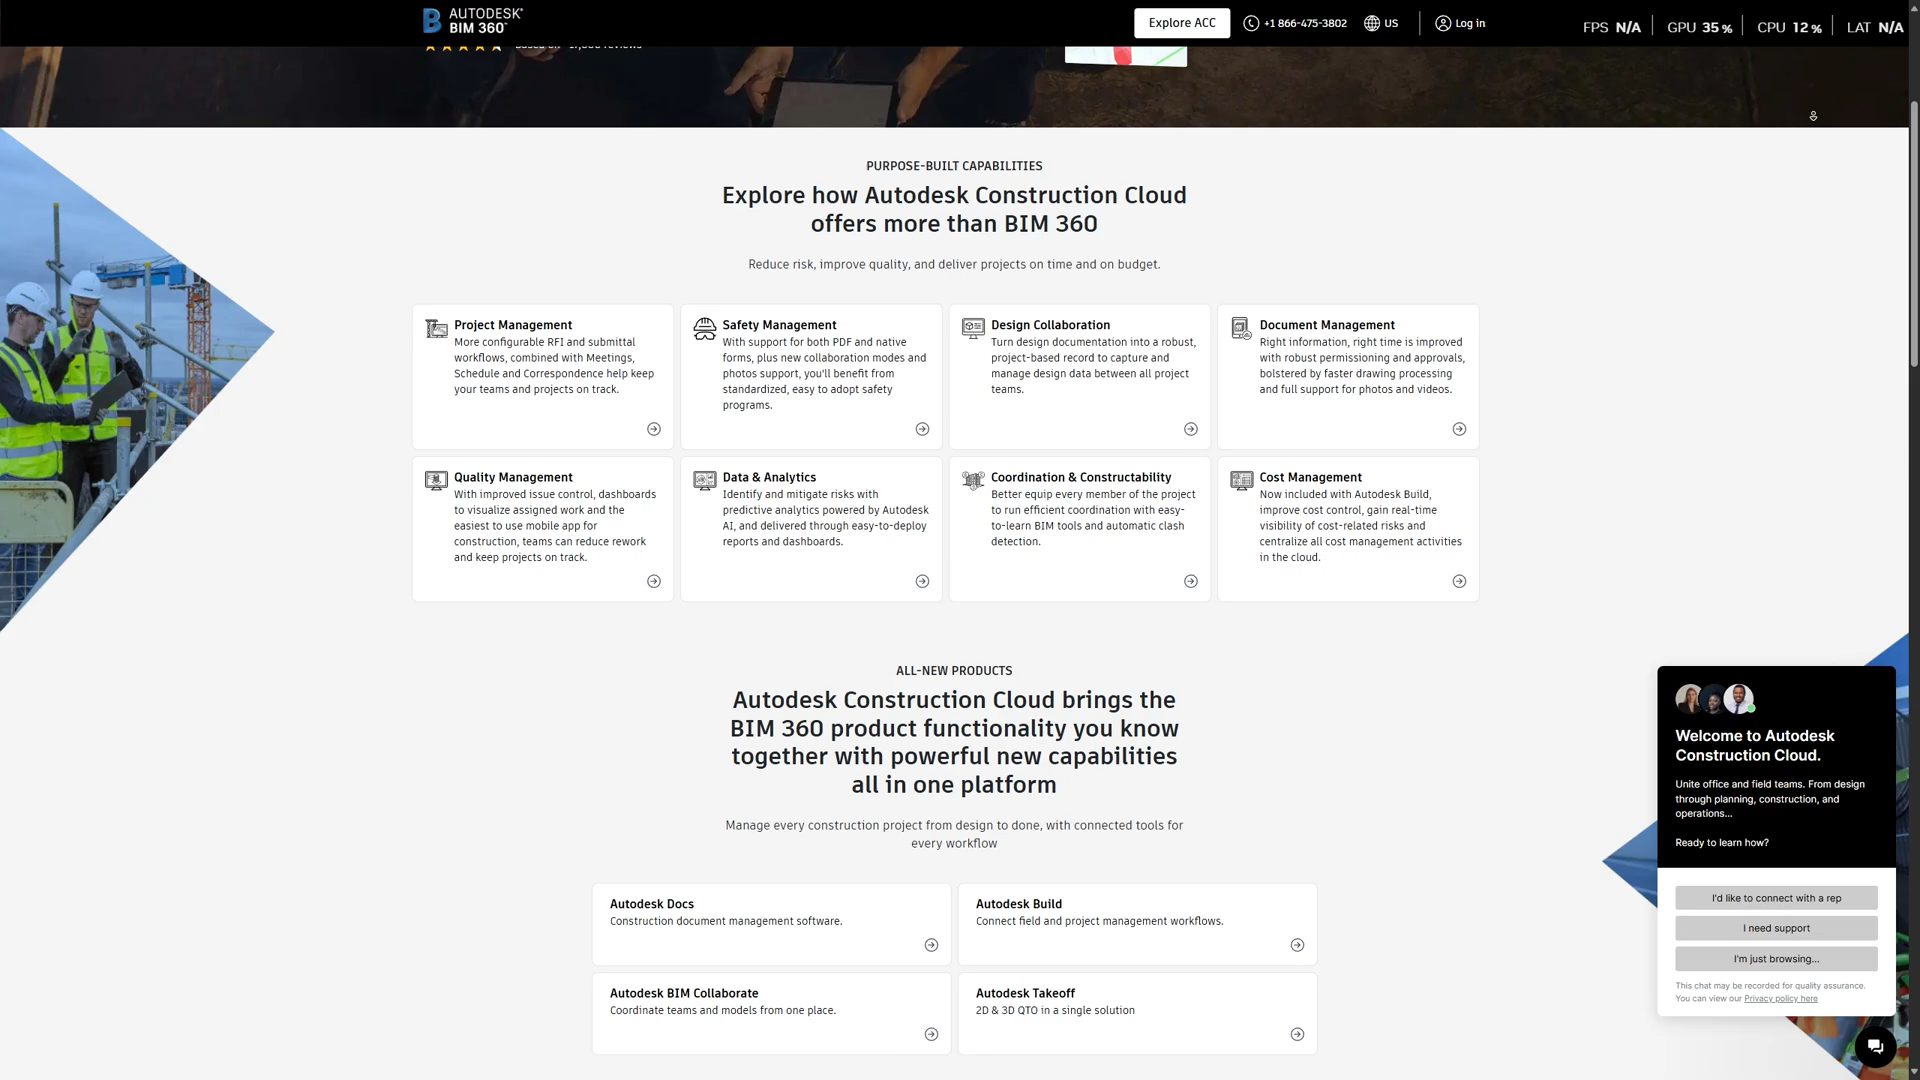 AUTODESK®
BIM 360™
Explore ACC
+1 866-475-3802
US
Log in
FPS N/A
GPU 35 %
CPU 12 %
LAT N/A
PURPOSE-BUILT CAPABILITIES
Explore how Autodesk Construction Cloud
offers more than BIM 360
Reduce risk, improve quality, and deliver projects on time and on budget.
Project Management
More configurable RFI and submittal
workflows, combined with Meetings,
Schedule and Correspondence help keep
your teams and projects on track.
Safety Management
With support for both PDF and native
forms, plus new collaboration modes and
photos support, you'll benefit from
standardized, easy to adopt safety
programs.
Design Collaboration
Turn design documentation into a robust,
project-based record to capture and
manage design data between all project
teams.
Document Management
Right information, right time is improved
with robust permissioning and approvals,
bolstered by faster drawing processing
and full support for photos and videos.
Quality Management
With improved issue control, dashboards
to visualize assigned work and the
easiest to use mobile app for
construction, teams can reduce rework
and keep projects on track.
Data & Analytics
Identify and mitigate risks with
predictive analytics powered by Autodesk
AI, and delivered through easy-to-deploy
reports and dashboards.
Coordination & Constructability
Better equip every member of the project
to run efficient coordination with easy-
to-learn BIM tools and automatic clash
detection.
Cost Management
Now included with Autodesk Build,
improve cost control, gain real-time
visibility of cost-related risks and
centralize all cost management activities
in the cloud.
ALL-NEW PRODUCTS
Autodesk Construction Cloud brings the
BIM 360 product functionality you know
together with powerful new capabilities
all in one platform
Manage every construction project from design to done, with connected tools for
every workflow
Autodesk Docs
Construction document management software.
Autodesk Build
Connect field and project management workflows.
Autodesk BIM Collaborate
Coordinate teams and models from one place.
Autodesk Takeoff
2D & 3D QTO in a single solution
Welcome to Autodesk
Construction Cloud.
Unite office and field teams. From design
through planning, construction, and
operations...
Ready to learn how?
I'd like to connect with a rep
I need support
I'm just browsing...
This chat may be recorded for quality assurance.
You can view our Privacy policy here